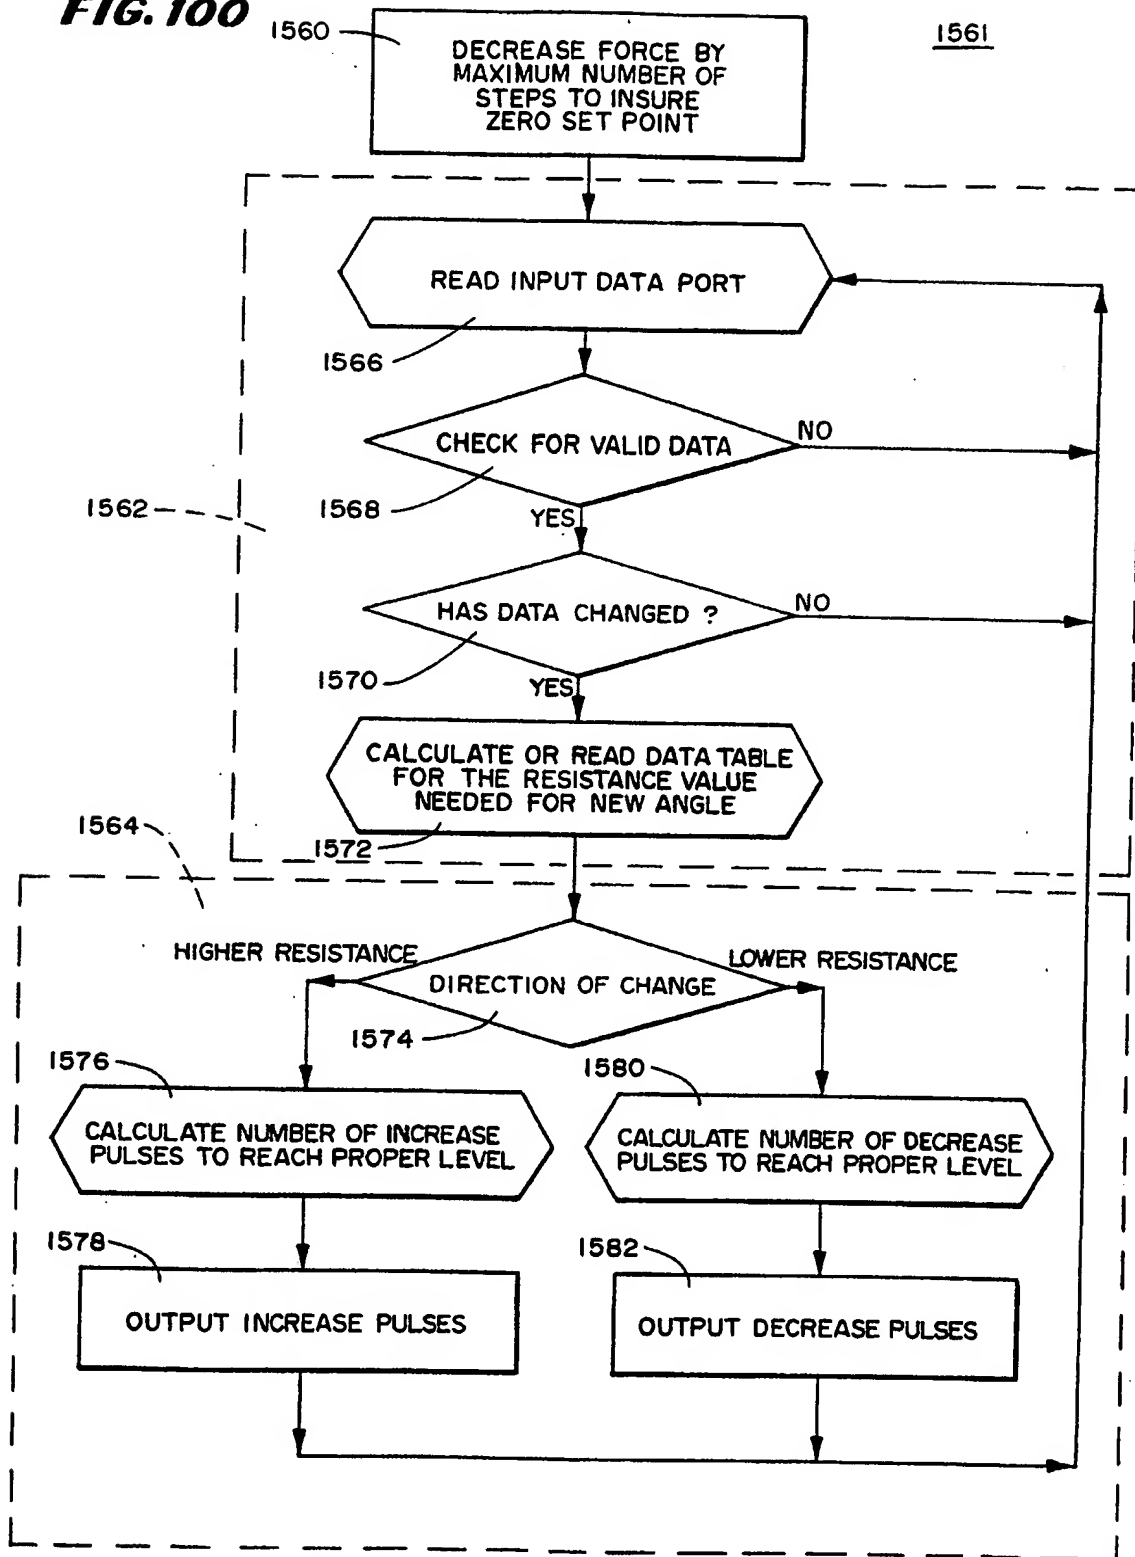 FIG. 100
1560
1561
DECREASE FORCE BY
MAXIMUM NUMBER OF
STEPS TO INSURE
ZERO SET POINT
READ INPUT DATA PORT
1566
CHECK FOR VALID DATA
NO
1562
1568
YES
HAS DATA CHANGED ?
NO
1570
YES
CALCULATE OR READ DATA TABLE
FOR THE RESISTANCE VALUE
NEEDED FOR NEW ANGLE
1564
1572
HIGHER RESISTANCE
LOWER RESISTANCE
DIRECTION OF CHANGE
1574
1576
1580
CALCULATE NUMBER OF INCREASE
PULSES TO REACH PROPER LEVEL
CALCULATE NUMBER OF DECREASE
PULSES TO REACH PROPER LEVEL
1578
1582
OUTPUT INCREASE PULSES
OUTPUT DECREASE PULSES